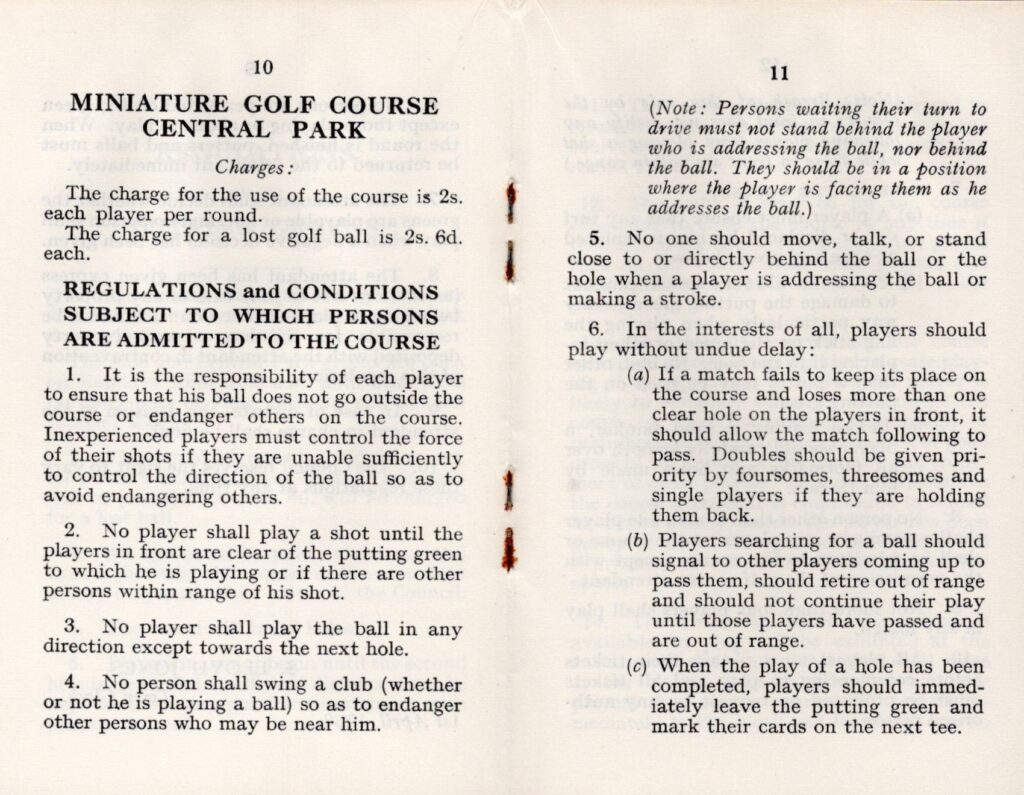 10
MINIATURE GOLF COURSE
CENTRAL PARK
Charges:
The charge for the use of the course is 2s.
each player per round.
The charge for a lost golf ball is 2s. 6d.
each.
REGULATIONS and CONDITIONS
SUBJECT TO WHICH PERSONS
ARE ADMITTED TO THE COURSE
1. It is the responsibility of each player
to ensure that his ball does not go outside the
course or endanger others on the course.
Inexperienced players must control the force
of their shots if they are unable sufficiently
to control the direction of the ball so as to
avoid endangering others.
2. No player shall play a shot until the
players in front are clear of the putting green
to which he is playing or if there are other
persons within range of his shot.
3. No player shall play the ball in any
direction except towards the next hole.
4. No person shall swing a club (whether
or not he is playing a ball) so as to endanger
other persons who may be near him.
11
(Note: Persons waiting their turn to
drive must not stand behind the player
who is addressing the ball, nor behind
the ball. They should be in a position
where the player is facing them as he
addresses the ball.)
5. No one should move, talk, or stand
close to or directly behind the ball or the
hole when a player is addressing the ball or
making a stroke.
6. In the interests of all, players should
play without undue delay:
(a) If a match fails to keep its place on
the course and loses more than one
clear hole on the players in front, it
should allow the match following to
pass. Doubles should be given pri-
ority by foursomes, threesomes and
single players if they are holding
them back.
(b) Players searching for a ball should
signal to other players coming up to
pass them, should retire out of range
and should not continue their play
until those players have passed and
are out of range.
(c) When the play of a hole has been
completed, players should immed-
iately leave the putting green and
mark their cards on the next tee.